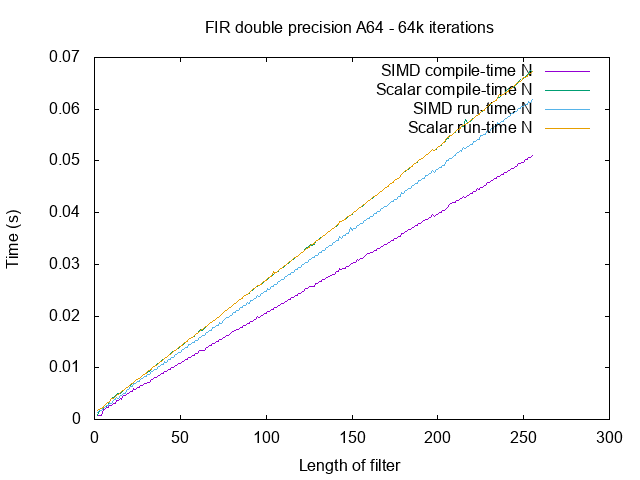 FIR double precision A64 - 64k iterations
0.07
0.06
0.05
0.04
0.03
0.02
0.01
0
Time (s)
SIMD compile-time N
Scalar compile-time N
SIMD run-time N
Scalar run-time N
0 50 100 150 200 250 300
Length of filter